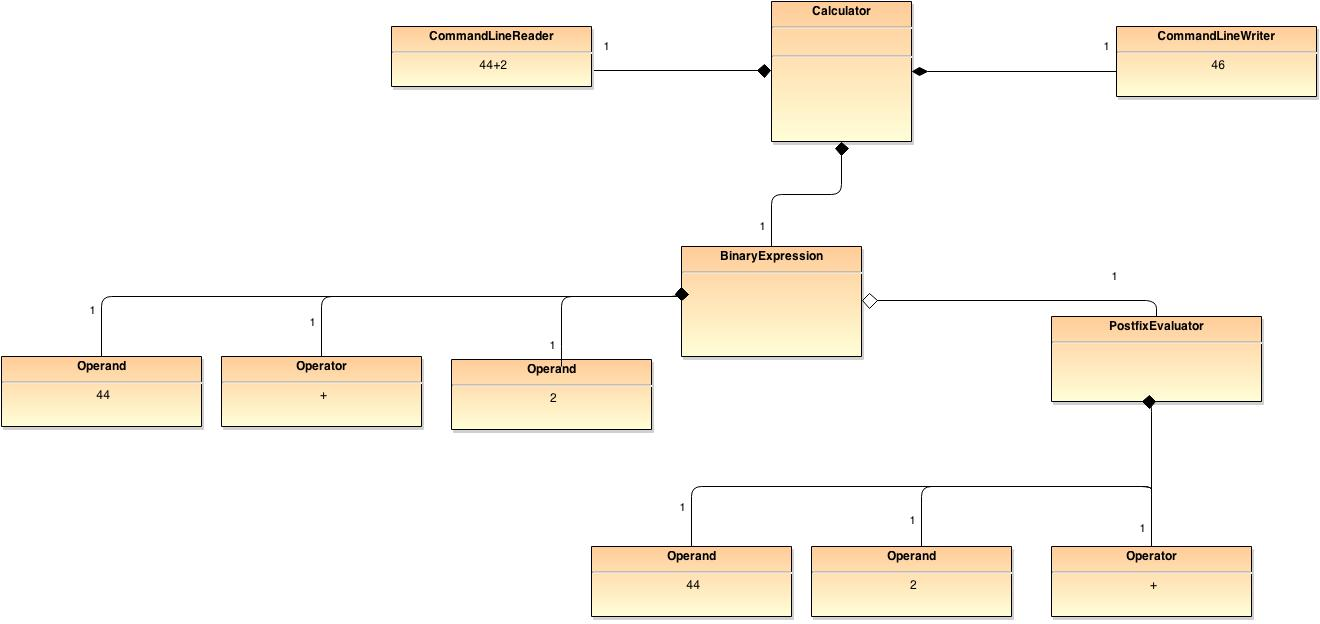 Calculator
CommandLineReader
1
44+2
1
CommandLineWriter
46
1
BinaryExpression
1
1
1
1
1
PostfixEvaluator
Operand
44
Operator
+
Operand
2
1
1
1
Operand
44
Operand
2
Operator
+